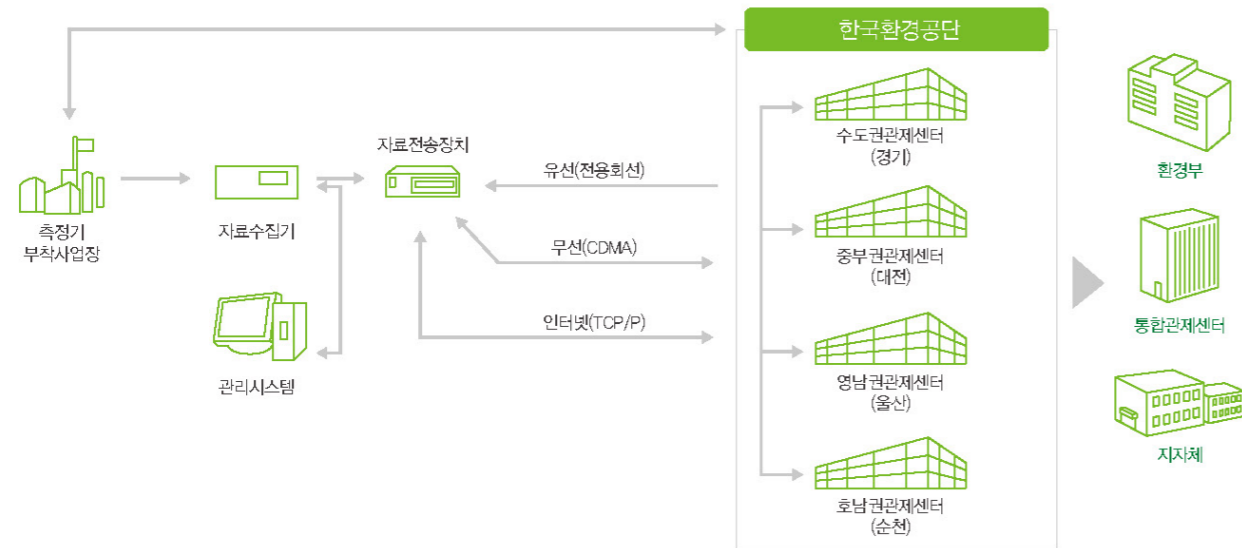 한국환경공단
측정기
부착사업장
자료수집기
관리시스템
자료전송장치
유선(전용회선)
무선(CDMA)
인터넷(TCP/P)
수도권관제센터
(경기)
중부권관제센터
(대전)
영남권관제센터
(울산)
호남권관제센터
(순천)
환경부
통합관제센터
지자체